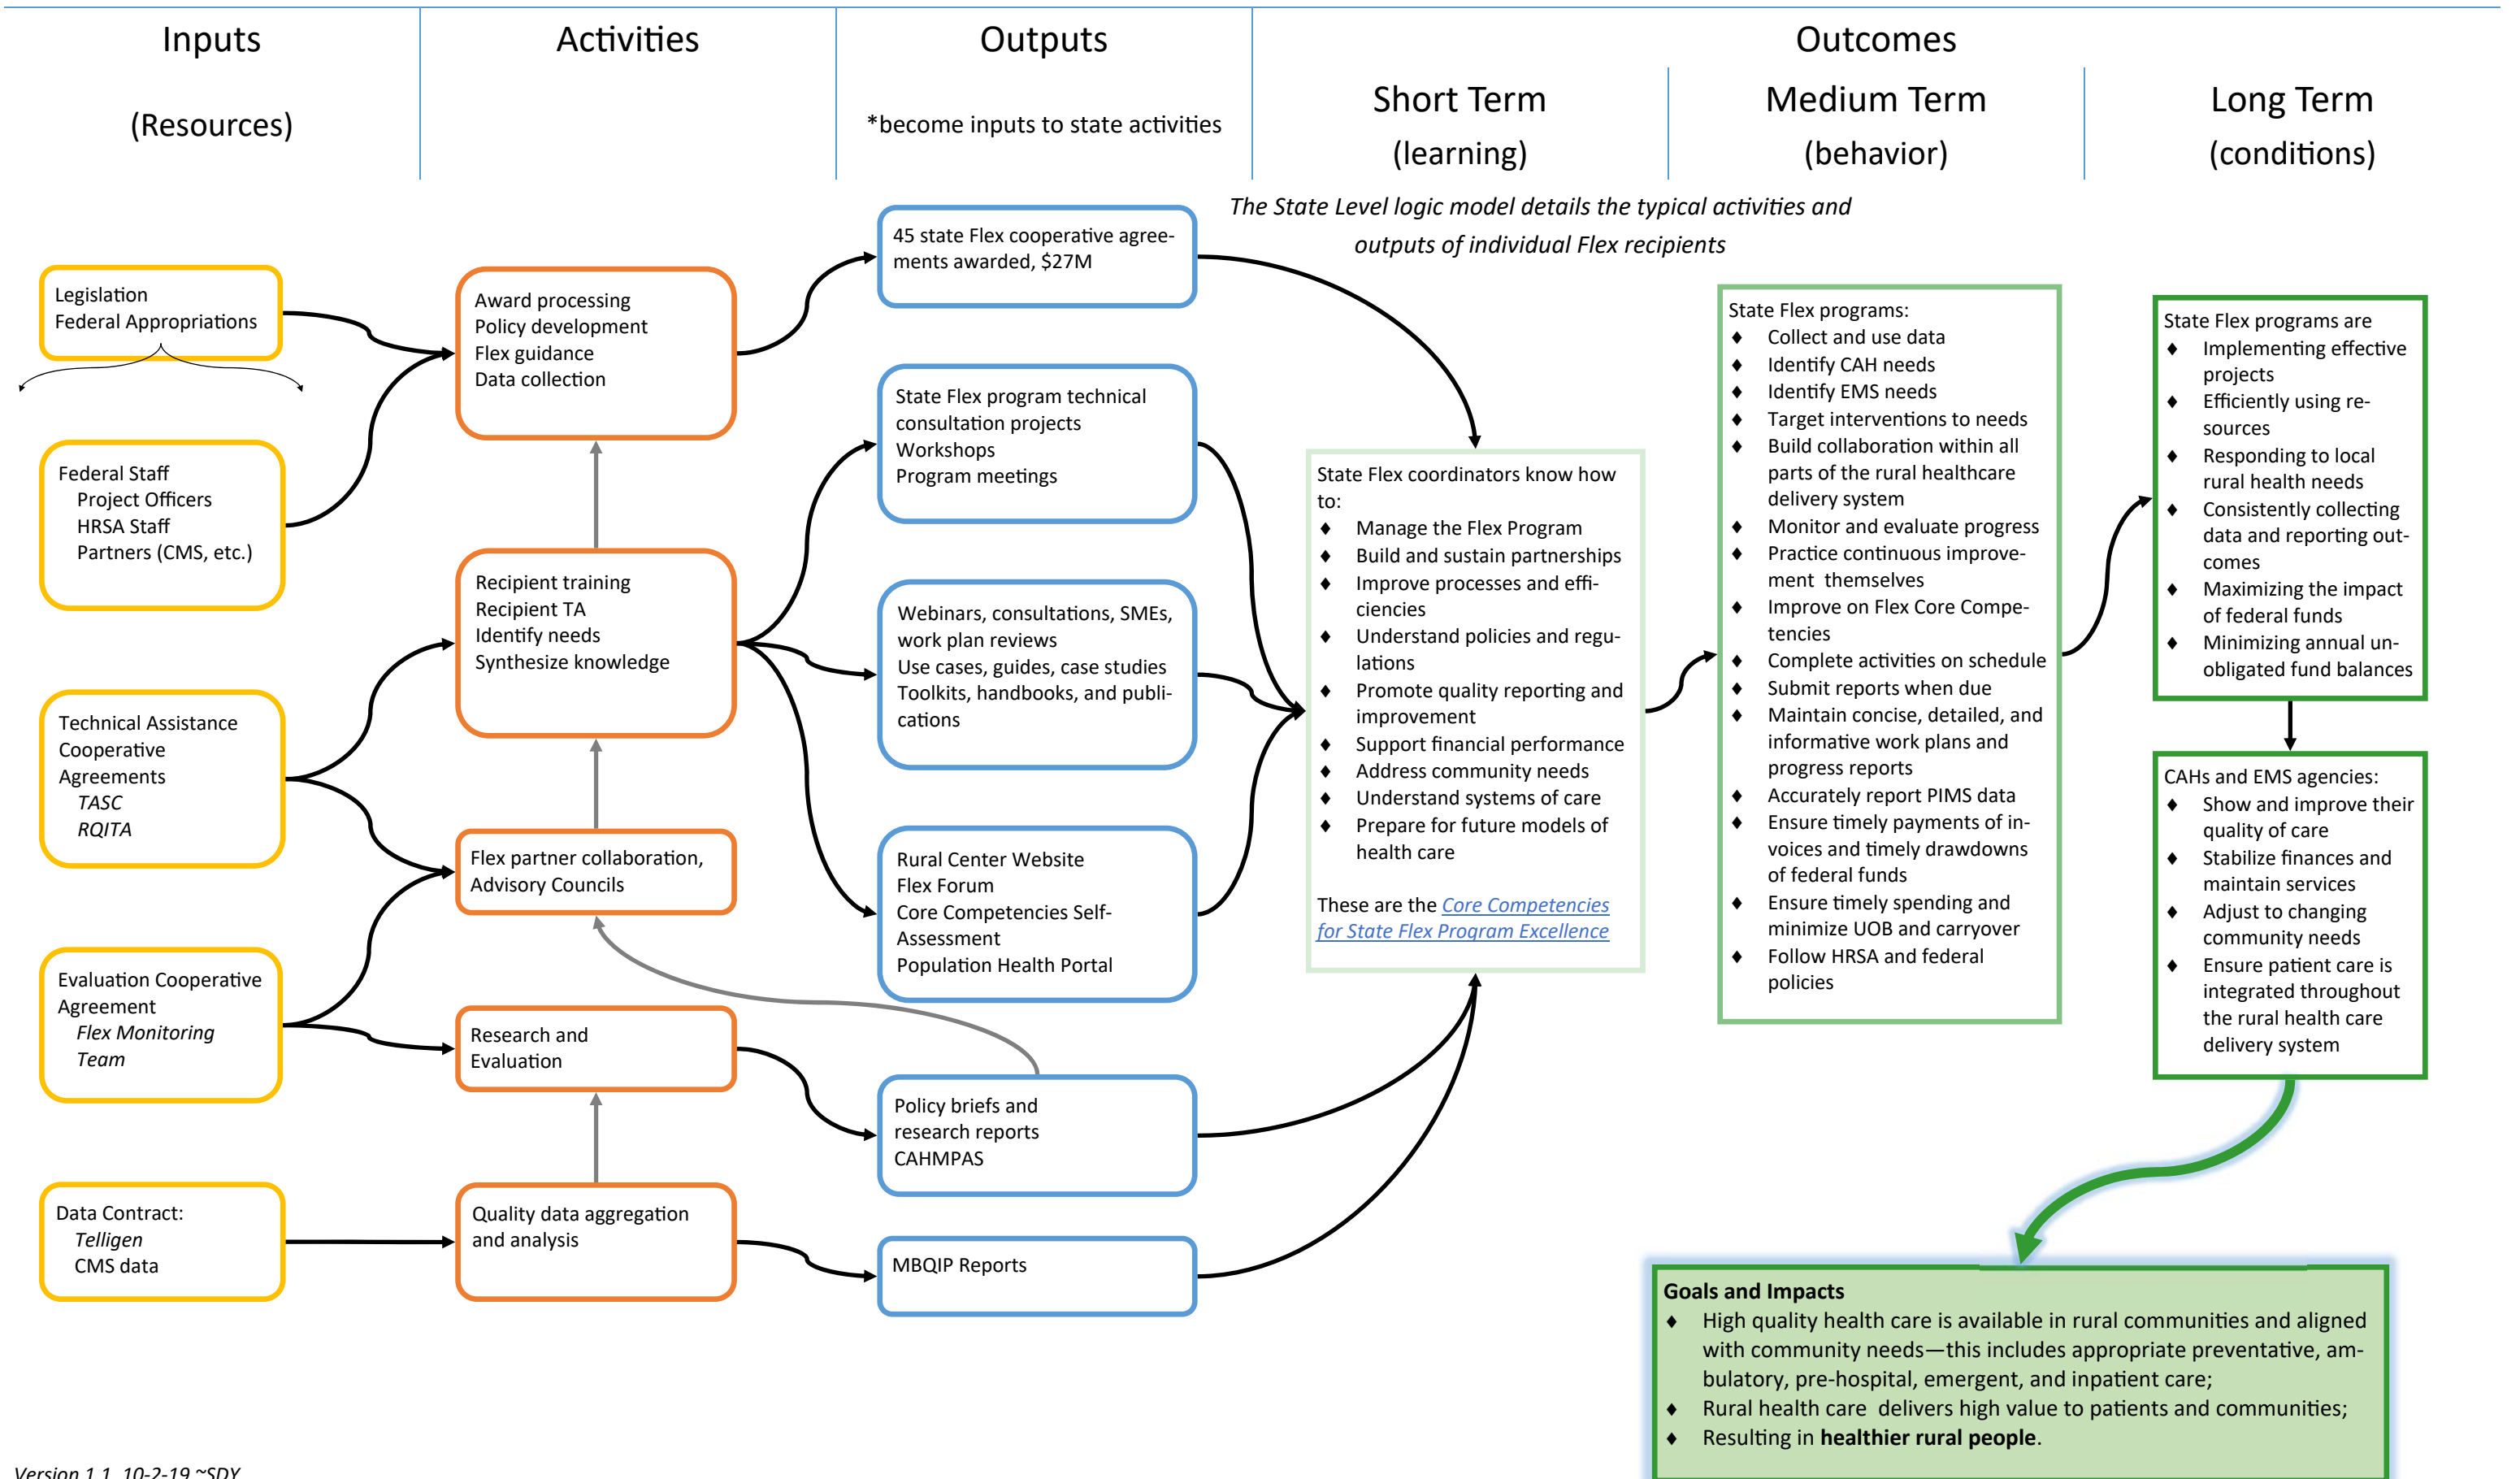 Inputs
(Resources)
Activities
Outputs
*become inputs to state activities
Outcomes
Short Term
(learning)
Medium Term
(behavior)
Long Term
(conditions)
The State Level logic model details the typical activities and
outputs of individual Flex recipients
Legislation
Federal Appropriations
Federal Staff
Project Officers
HRSA Staff
Partners (CMS, etc.)
Technical Assistance
Cooperative
Agreements
TASC
RQITA
Evaluation Cooperative
Agreement
Flex Monitoring
Team
Data Contract:
Telligen
CMS data
Award processing
Policy development
Flex guidance
Data collection
Recipient training
Recipient TA
Identify needs
Synthesize knowledge
Flex partner collaboration,
Advisory Councils
Research and
Evaluation
Quality data aggregation
and analysis
45 state Flex cooperative agree-
ments awarded, $27M
State Flex program technical
consultation projects
Workshops
Program meetings
Webinars, consultations, SMEs,
work plan reviews
Use cases, guides, case studies
Toolkits, handbooks, and publi-
cations
Rural Center Website
Flex Forum
Core Competencies Self-
Assessment
Population Health Portal
Policy briefs and
research reports
CAHMPAS
MBQIP Reports
State Flex coordinators know how
to:
♦ Manage the Flex Program
♦ Build and sustain partnerships
♦ Improve processes and effi-
ciencies
♦ Understand policies and regu-
lations
♦ Promote quality reporting and
improvement
♦ Support financial performance
♦ Address community needs
♦ Understand systems of care
♦ Prepare for future models of
health care
These are the Core Competencies
for State Flex Program Excellence
State Flex programs:
♦ Collect and use data
♦ Identify CAH needs
♦ Identify EMS needs
♦ Target interventions to needs
♦ Build collaboration within all
parts of the rural healthcare
delivery system
♦ Monitor and evaluate progress
♦ Practice continuous improve-
ment themselves
♦ Improve on Flex Core Compe-
tencies
♦ Complete activities on schedule
♦ Submit reports when due
♦ Maintain concise, detailed, and
informative work plans and
progress reports
♦ Accurately report PIMS data
♦ Ensure timely payments of in-
voices and timely drawdowns
of federal funds
♦ Ensure timely spending and
minimize UOB and carryover
♦ Follow HRSA and federal
policies
State Flex programs are
♦ Implementing effective
projects
♦ Efficiently using re-
sources
♦ Responding to local
rural health needs
♦ Consistently collecting
data and reporting out-
comes
♦ Maximizing the impact
of federal funds
♦ Minimizing annual un-
obligated fund balances
CAHs and EMS agencies:
♦ Show and improve their
quality of care
♦ Stabilize finances and
maintain services
♦ Adjust to changing
community needs
♦ Ensure patient care is
integrated throughout
the rural health care
delivery system
Goals and Impacts
♦ High quality health care is available in rural communities and aligned
with community needs—this includes appropriate preventative, am-
bulatory, pre-hospital, emergent, and inpatient care;
♦ Rural health care delivers high value to patients and communities;
♦ Resulting in healthier rural people.
Version 1.1, 10-2-19 ~SDY